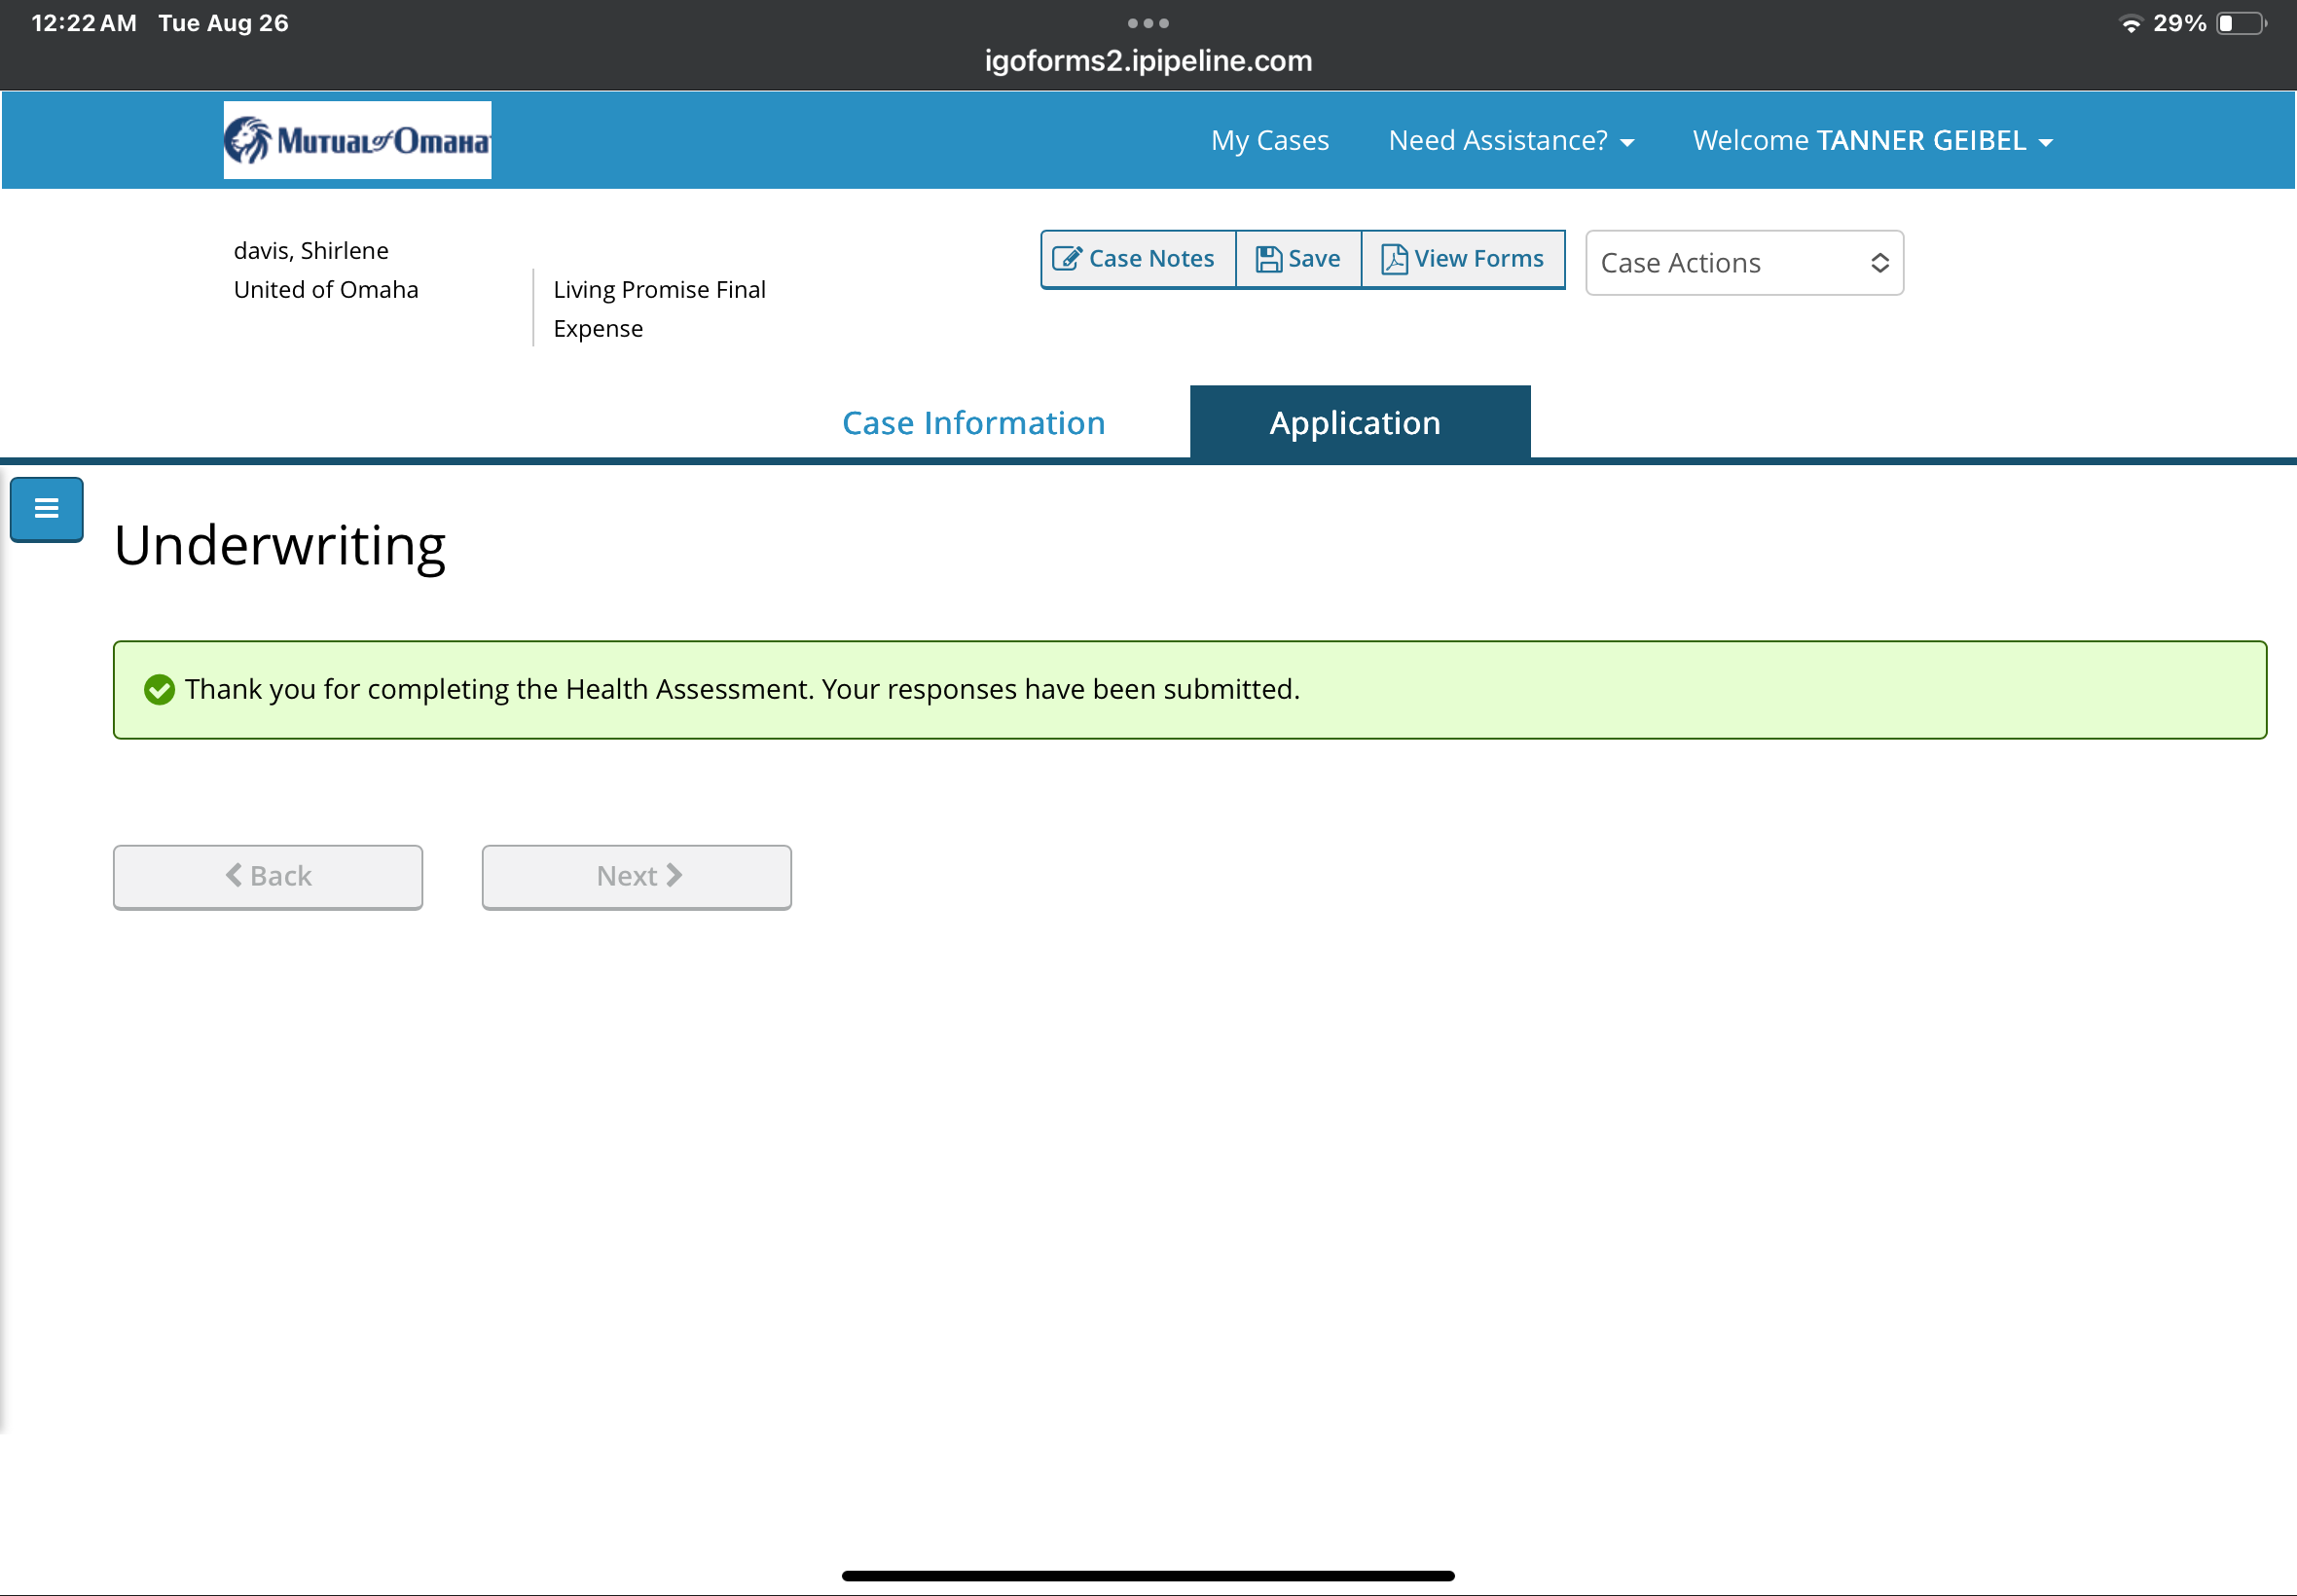 12:22 AM Tue Aug 26
29%
igoforms2.ipipeline.com
Mutual of Omaha
My Cases
Need Assistance?
Welcome TANNER GEIBEL
davis, Shirlene
United of Omaha
Living Promise Final
Expense
Case Notes
Save
View Forms
Case Actions
Case Information
Application
Underwriting
Thank you for completing the Health Assessment. Your responses have been submitted.
Back
Next